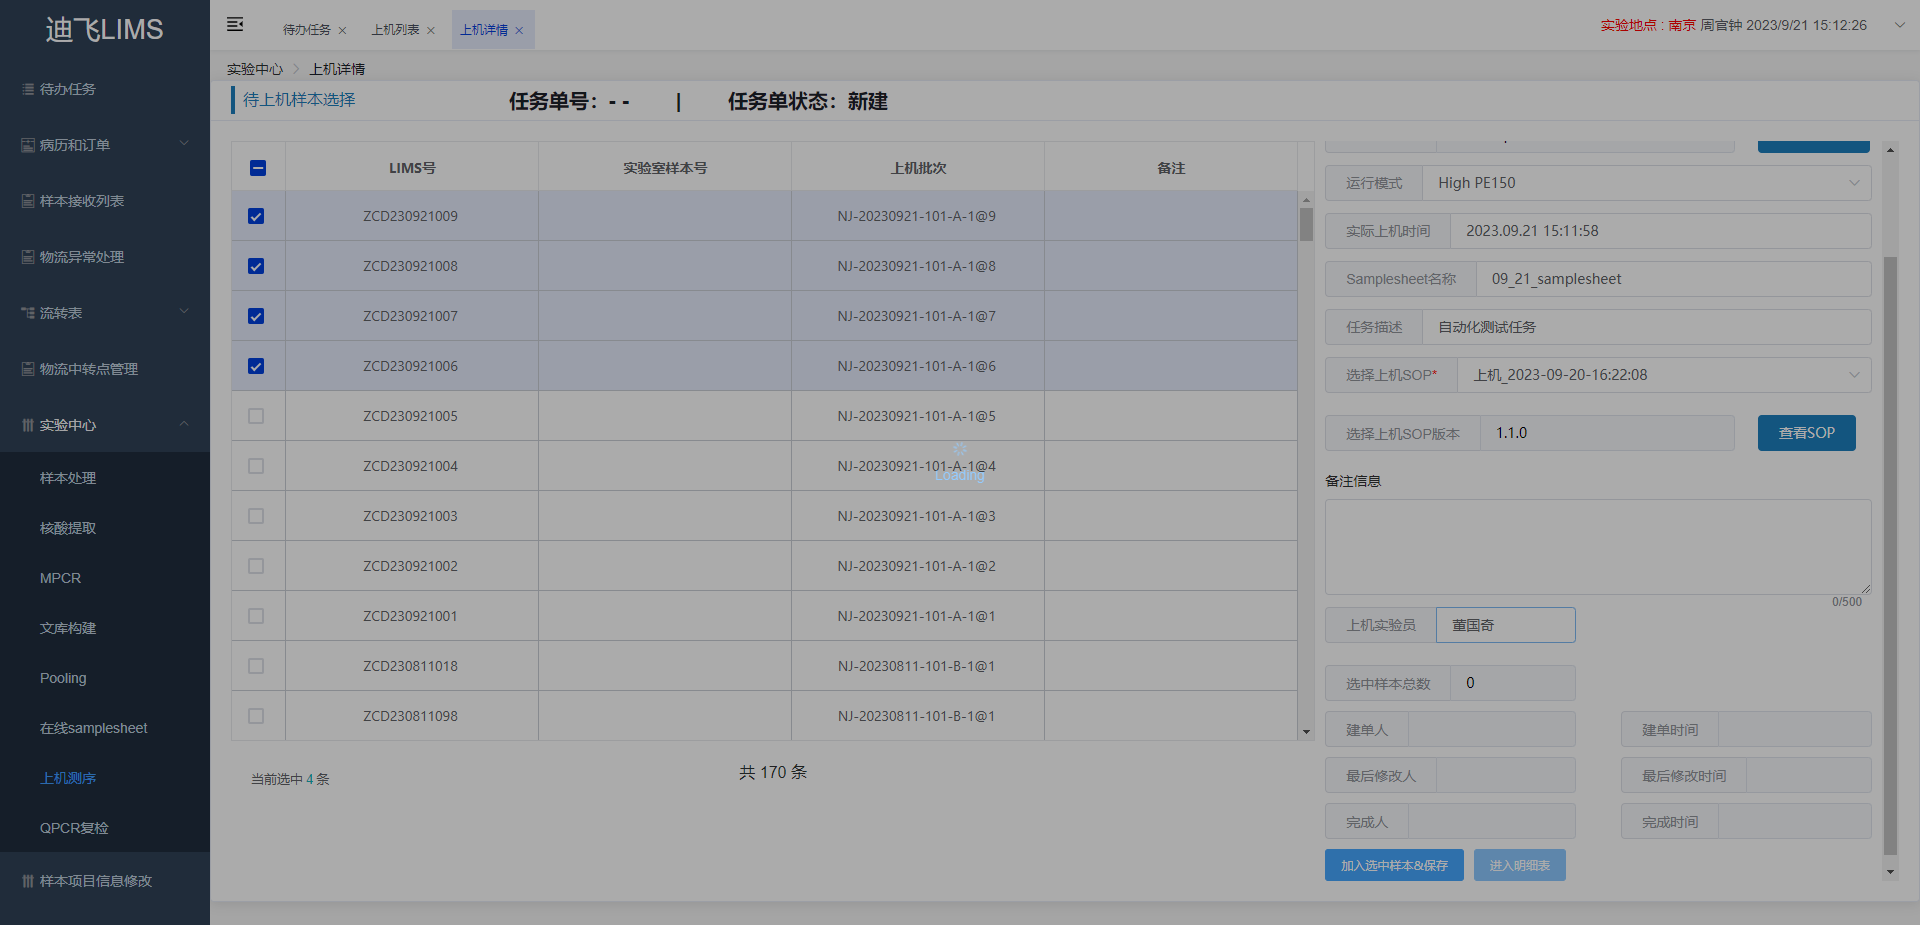 迪飞LIMS
待办任务
病历和订单
样本接收列表
物流异常处理
流转表
物流中转点管理
实验中心
样本处理
核酸提取
MPCR
文库构建
Pooling
在线samplesheet
上机测序
QPCR复检
样本项目信息修改
待办任务 上机列表 上机详情
实验地点 : 南京 周官钟 2023/9/21 15:12:26
实验中心 上机详情
待上机样本选择 任务单号：- - | 任务单状态：新建
LIMS号 实验室样本号 上机批次 备注
ZCD230921009 NJ-20230921-101-A-1@9
ZCD230921008 NJ-20230921-101-A-1@8
ZCD230921007 NJ-20230921-101-A-1@7
ZCD230921006 NJ-20230921-101-A-1@6
ZCD230921005 NJ-20230921-101-A-1@5
ZCD230921004 NJ-20230921-101-A-1@4
Loading
ZCD230921003 NJ-20230921-101-A-1@3
ZCD230921002 NJ-20230921-101-A-1@2
ZCD230921001 NJ-20230921-101-A-1@1
ZCD230811018 NJ-20230811-101-B-1@1
ZCD230811098 NJ-20230811-101-B-1@1
当前选中 4 条
共 170 条
运行模式 High PE150
实际上机时间 2023.09.21 15:11:58
Samplesheet名称 09_21_samplesheet
任务描述 自动化测试任务
选择上机SOP* 上机_2023-09-20-16:22:08
选择上机SOP版本 1.1.0 查看SOP
备注信息
0/500
上机实验员 董国奇
选中样本总数 0
建单人 建单时间
最后修改人 最后修改时间
完成人 完成时间
加入选中样本&保存 进入明细表